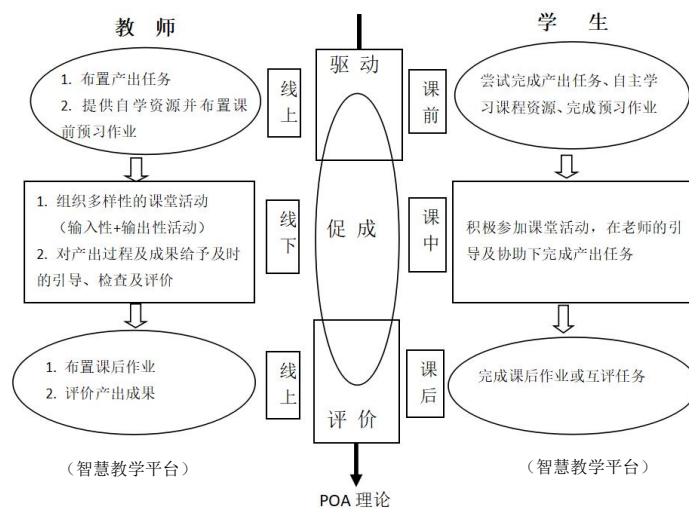 教 师
学 生
驱 动
1. 布置产出任务
2. 提供自学资源并布置课
前预习作业
线
上
课
前
尝试完成产出任务、自主学
习课程资源、完成预习作业
1. 组织多样性的课堂活动
（输入性+输出性活动）
2. 对产出过程及成果给予及时
的引导、检查及评价
线
下
促 成
课
中
积极参加课堂活动，在老师的引
导及协助下完成产出任务
1. 布置课后作业
2. 评价产出成果
线
上
课
后
完成课后作业或互评任务
评 价
（智慧教学平台）
（智慧教学平台）
POA 理论